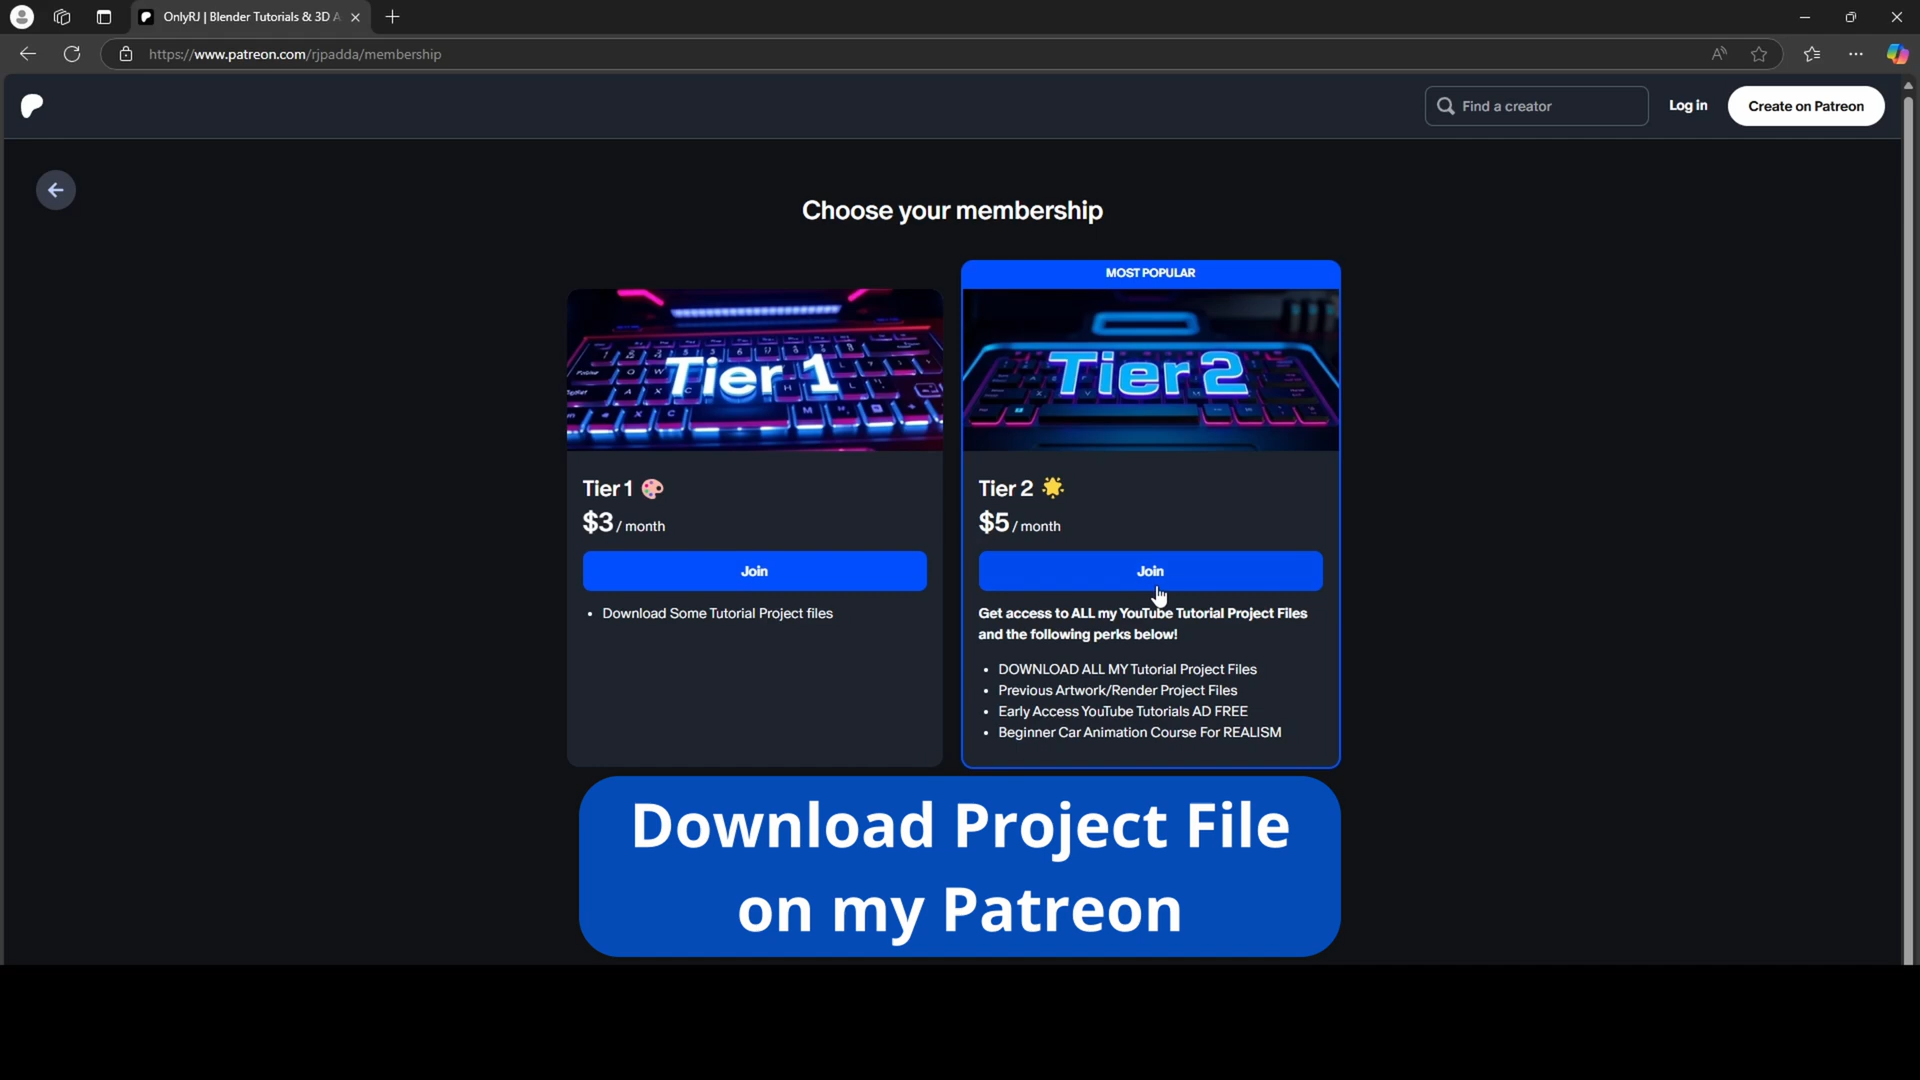 OnlyRJ | Blender Tutorials & 3D A
https://www.patreon.com/rjpadda/membership
Find a creator
Log in
Create on Patreon
Choose your membership
MOST POPULAR
Tier 1
Tier 2
Tier 1
$3 / month
Join
• Download Some Tutorial Project files
Tier 2
$5 / month
Join
Get access to ALL my YouTube Tutorial Project Files
and the following perks below!
• DOWNLOAD ALL MY Tutorial Project Files
• Previous Artwork/Render Project Files
• Early Access YouTube Tutorials AD FREE
• Beginner Car Animation Course For REALISM
Download Project File
on my Patreon